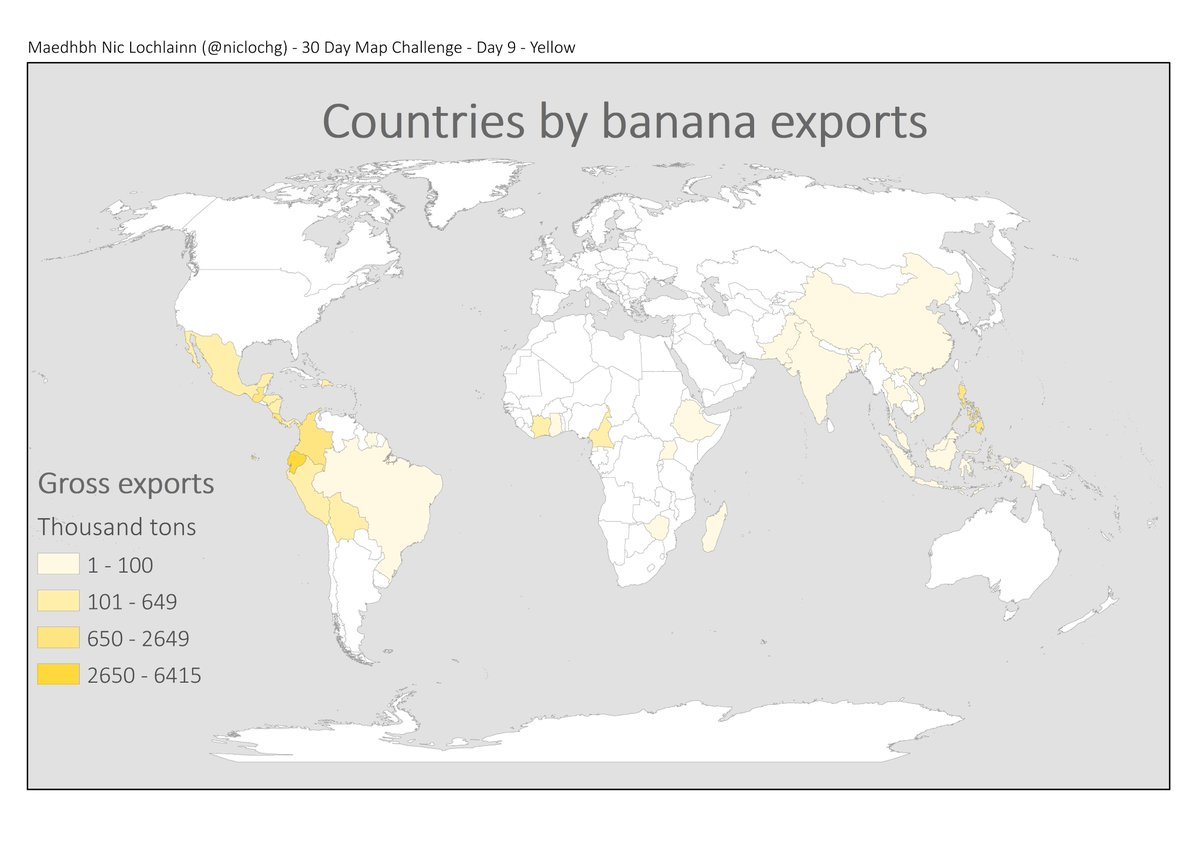 Maedhbh Nic Lochlainn (@niclochg) - 30 Day Map Challenge - Day 9 - Yellow
Countries by banana exports
Gross exports
Thousand tons
1 - 100
101 - 649
650 - 2649
2650 - 6415